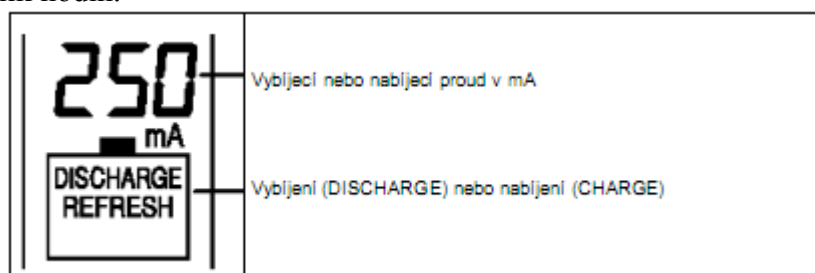 250
mA
DISCHARGE
REFRESH
Vybíjecí nebo nabíjecí proud v mA
Vybíjení (DISCHARGE) nebo nabíjení (CHARGE)